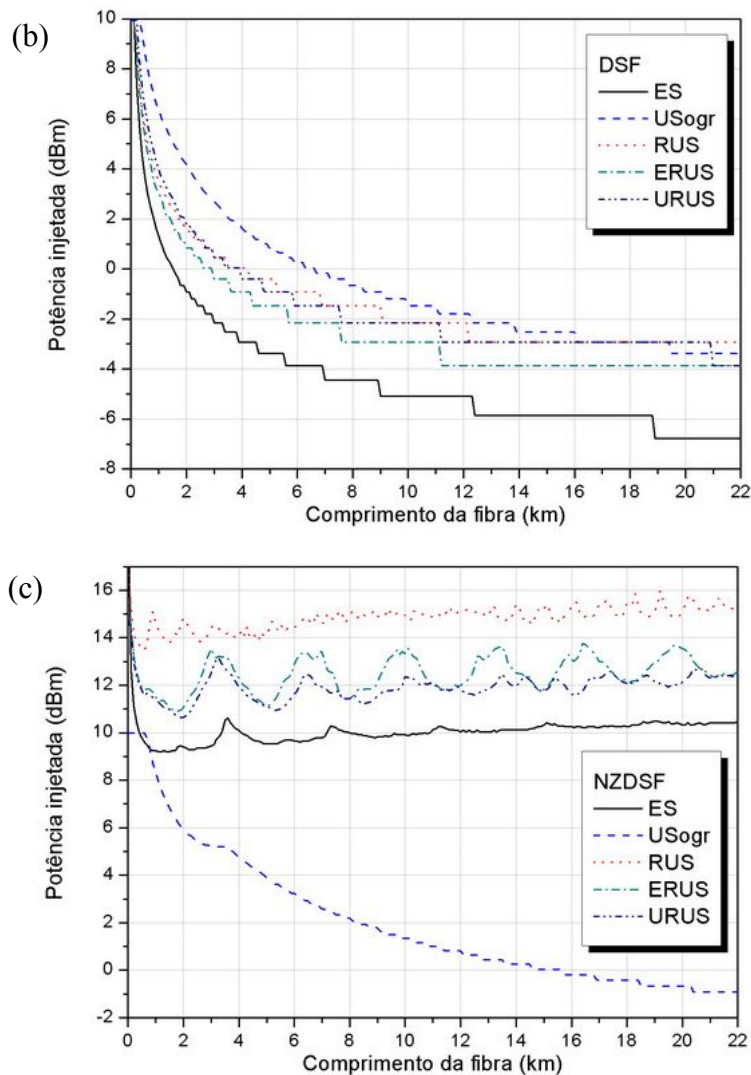 (b)
10
8
6
4
2
0
-2
-4
-6
-8
Potência injetada (dBm)
DSF
ES
USogr
RUS
ERUS
URUS
0 2 4 6 8 10 12 14 16 18 20 22
Comprimento da fibra (km)
(c)
16
14
12
10
8
6
4
2
0
-2
Potência injetada (dBm)
NZDSF
ES
USogr
RUS
ERUS
URUS
0 2 4 6 8 10 12 14 16 18 20 22
Comprimento da fibra (km)